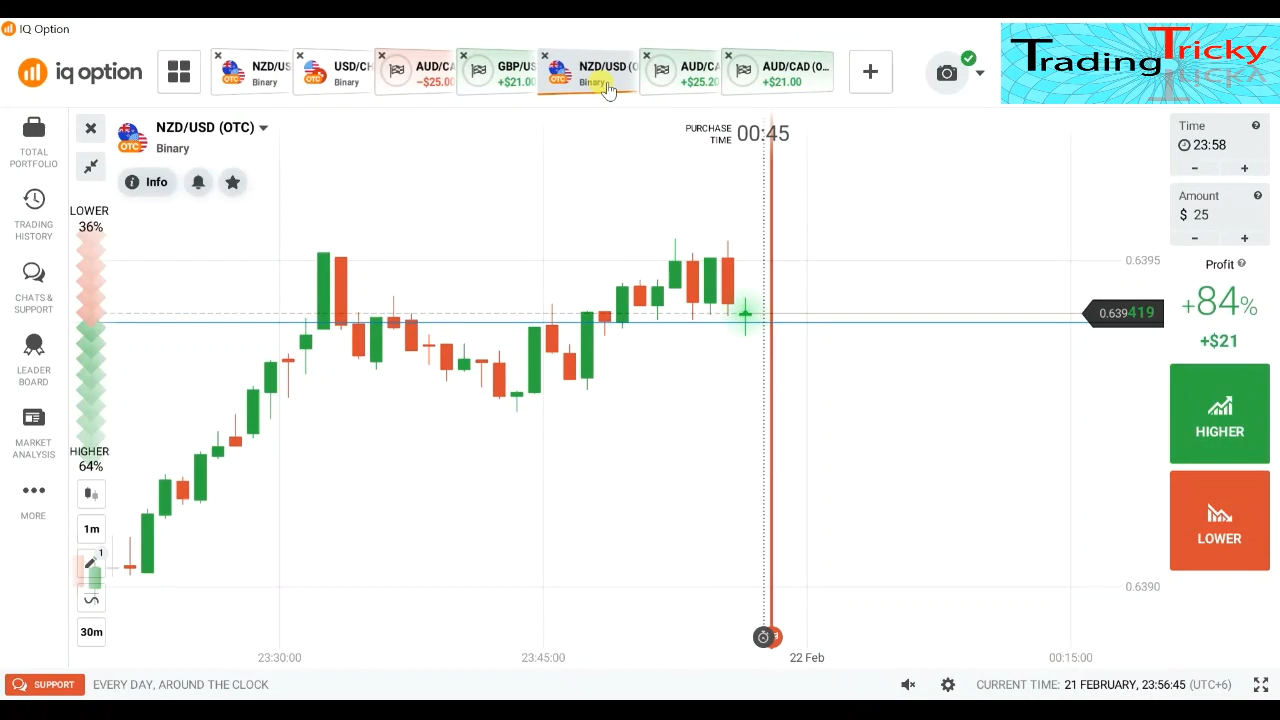 IQ Option
iq option
NZD/US
Binary
USD/CH
Binary
AUD/CA
−$25.00
GBP/US
+$21.00
NZD/USD (O
Binary
AUD/CA
+$25.20
AUD/CAD (O...
+$21.00
Trading Tricky
TOTAL
PORTFOLIO
TRADING
HISTORY
CHATS &
SUPPORT
LEADER
BOARD
MARKET
ANALYSIS
MORE
NZD/USD (OTC)
Binary
OTC
Info
LOWER
36%
HIGHER
64%
1m
1
30m
PURCHASE
TIME
00:45
0.6395
0.639419
0.6390
23:30:00
23:45:00
22 Feb
00:15:00
Time
23:58
- +
Amount
$ 25
- +
Profit
+84%
+$21
HIGHER
LOWER
SUPPORT
EVERY DAY, AROUND THE CLOCK
CURRENT TIME: 21 FEBRUARY, 23:56:45 (UTC+6)